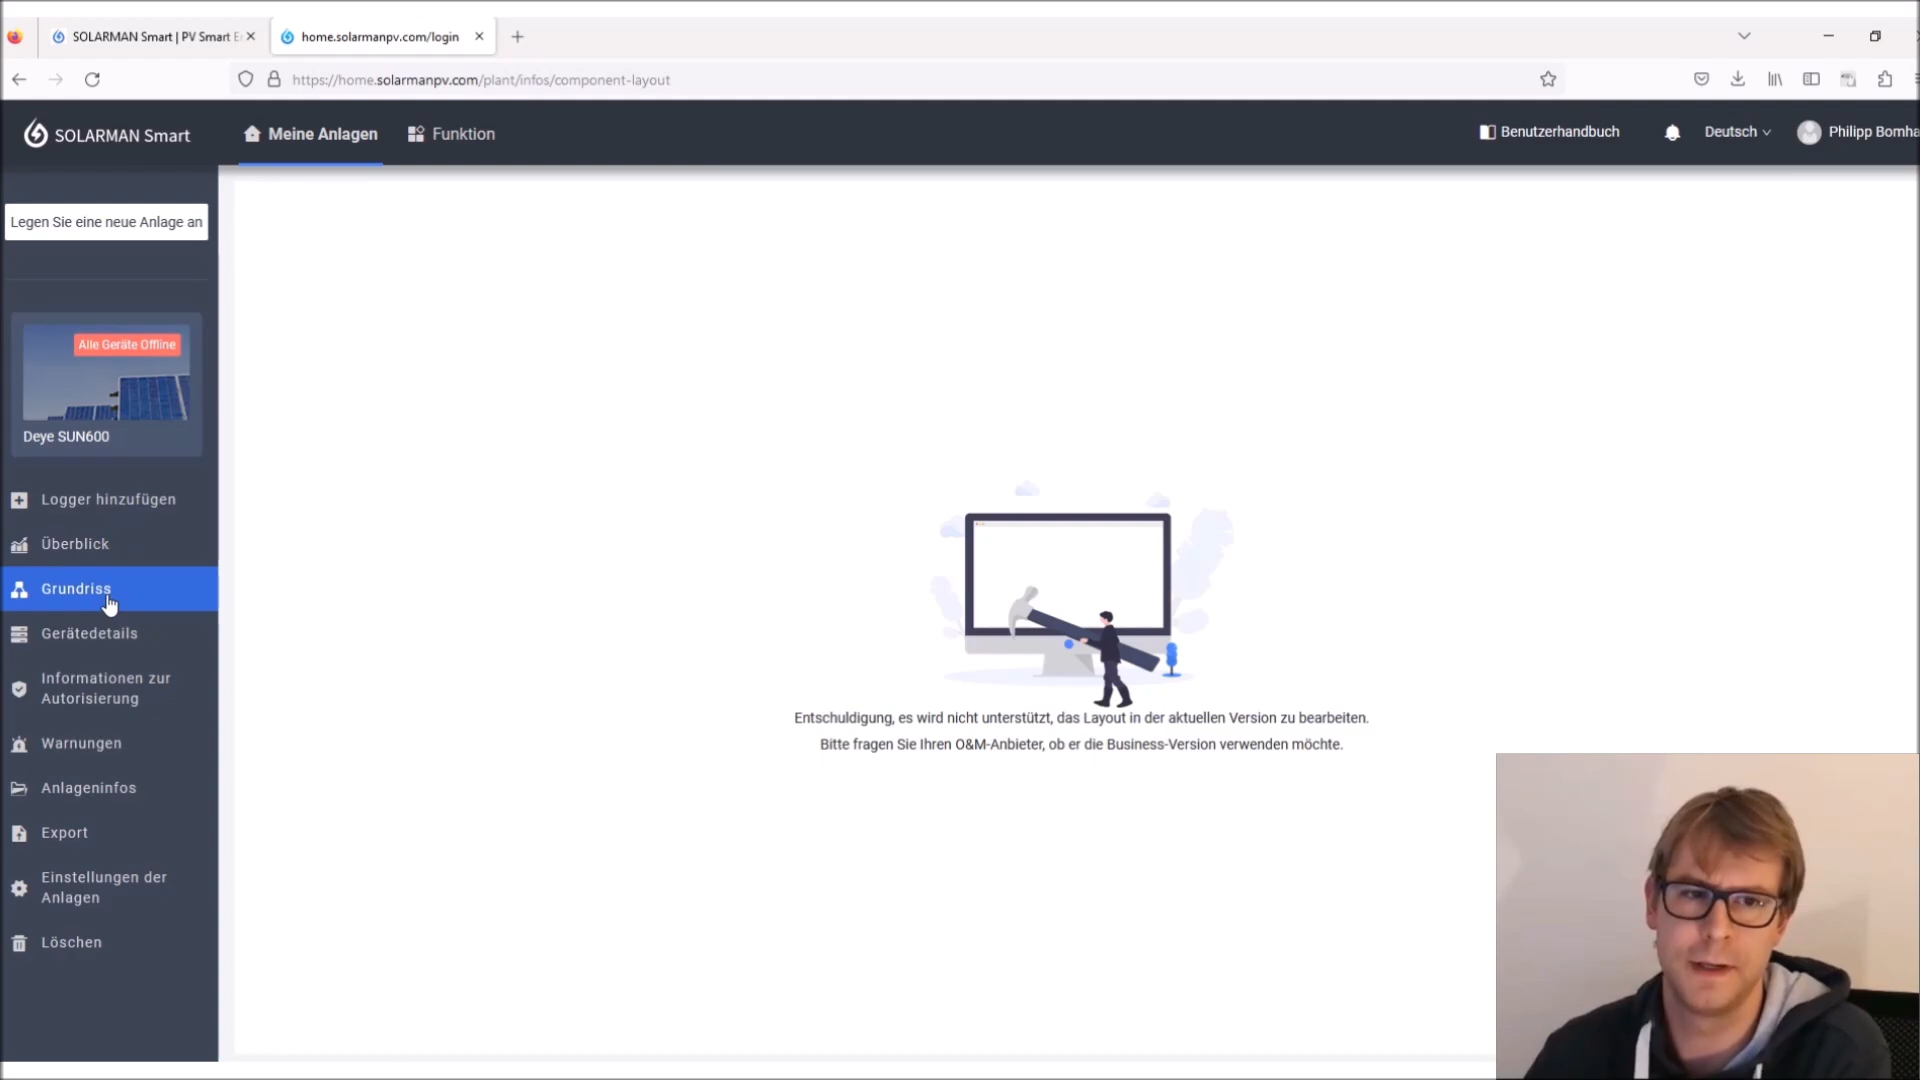 SOLARMAN Smart | PV Smart E
home.solarmanpv.com/login
https://home.solarmanpv.com/plant/infos/component-layout
SOLARMAN Smart
Meine Anlagen
Funktion
Benutzerhandbuch
Deutsch
Philipp Bomha
Legen Sie eine neue Anlage an
Alle Geräte Offline
Deye SUN600
Logger hinzufügen
Überblick
Grundriss
Gerätedetails
Informationen zur
Autorisierung
Warnungen
Anlageninfos
Export
Einstellungen der
Anlagen
Löschen
Entschuldigung, es wird nicht unterstützt, das Layout in der aktuellen Version zu bearbeiten.
Bitte fragen Sie Ihren O&M-Anbieter, ob er die Business-Version verwenden möchte.